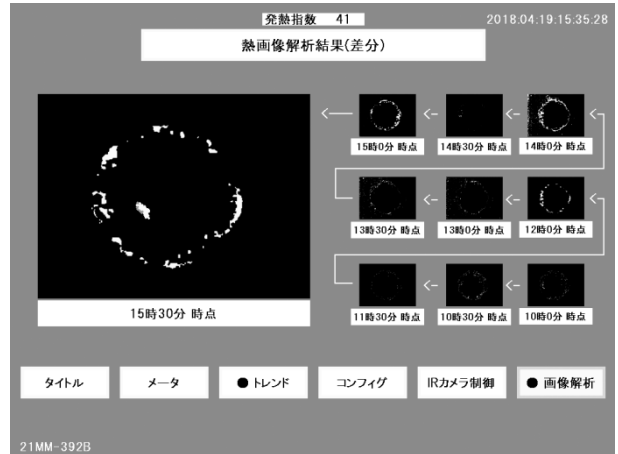 発熱指数 41
2018.04.19.15.35.28
熱画像解析結果(差分)
15時0分 時点
14時30分 時点
14時0分 時点
13時30分 時点
13時0分 時点
12時0分 時点
15時30分 時点
11時30分 時点
10時30分 時点
10時0分 時点
タイトル
メータ
● トレンド
コンフィグ
IRカメラ制御
● 画像解析
21MM-392B